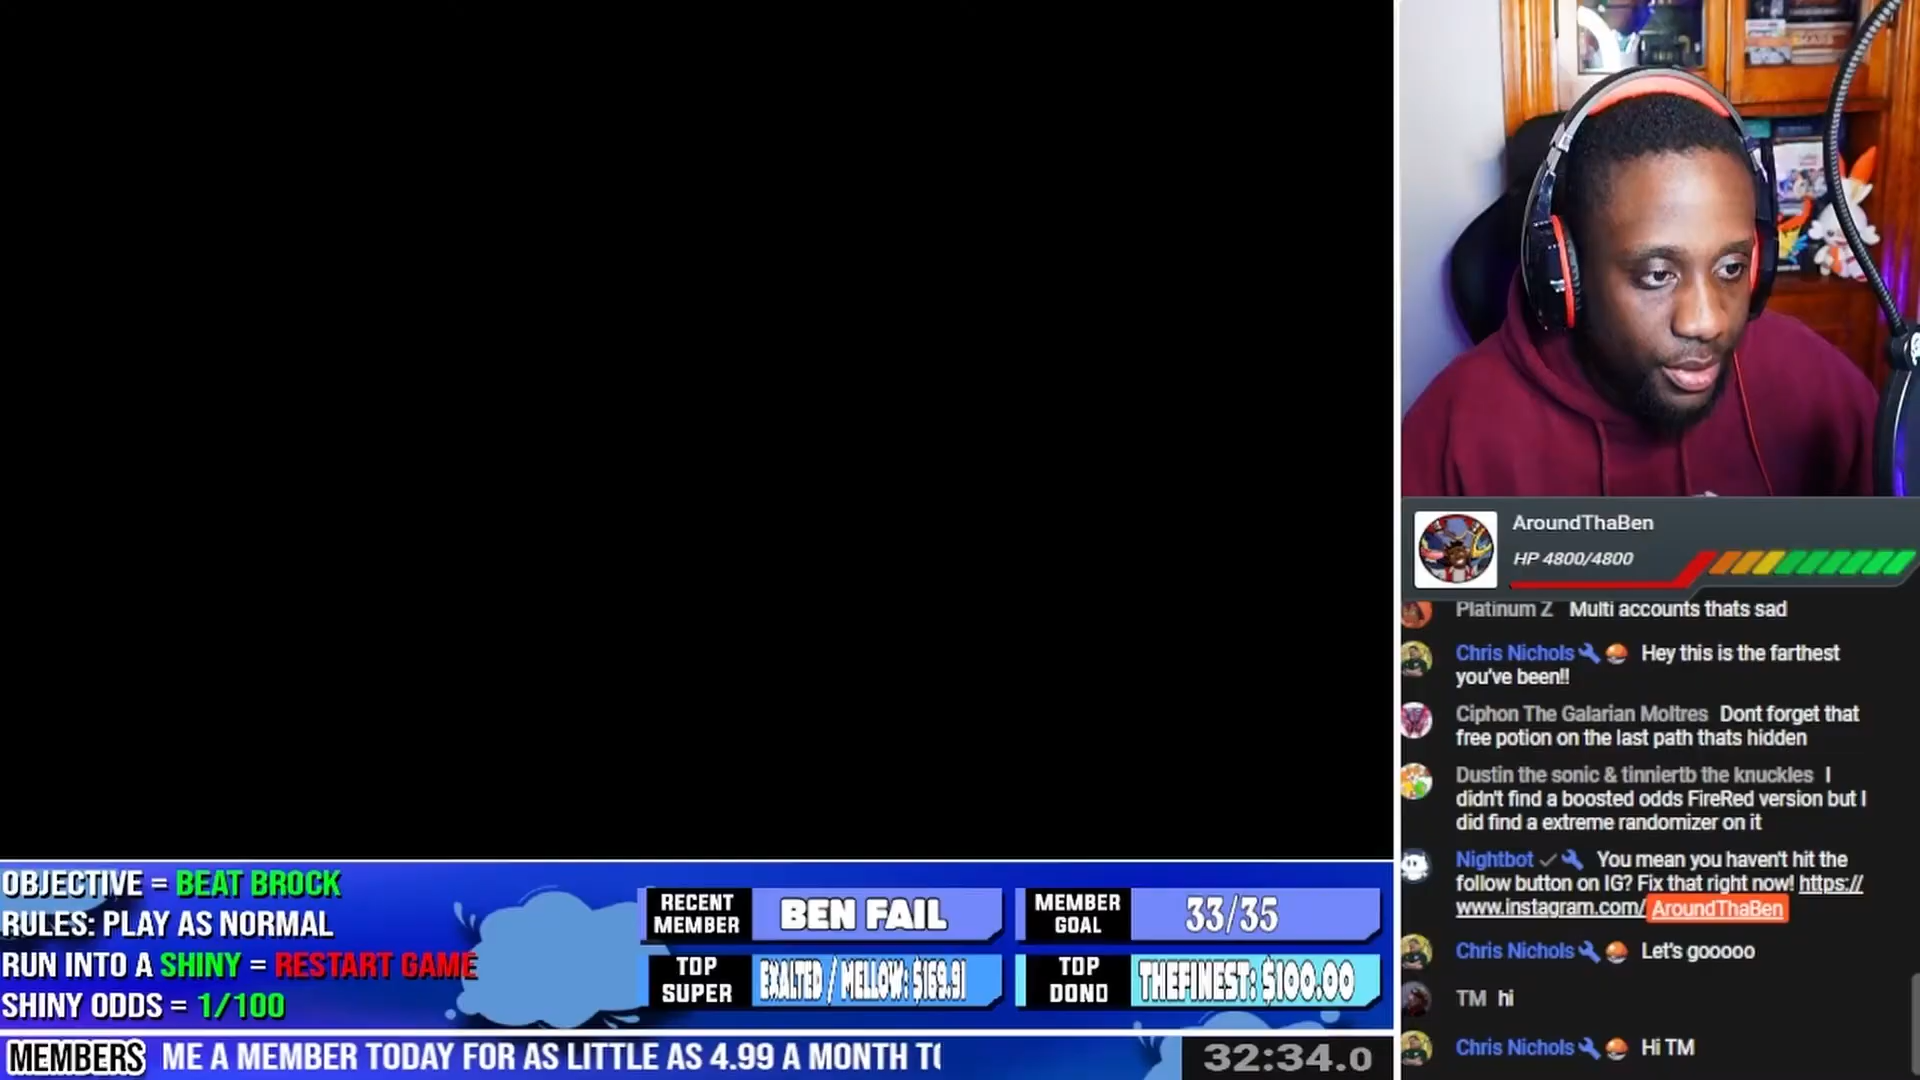 AroundThaBen
HP 4800/4800
Platinum Z Multi accounts thats sad
Chris Nichols Hey this is the farthest
you've been!!
Ciphon The Galarian Moltres Dont forget that
free potion on the last path thats hidden
Dustin the sonic & tinniertb the knuckles I
didn't find a boosted odds FireRed version but I
did find a extreme randomizer on it
Nightbot You mean you haven't hit the
follow button on IG? Fix that right now! https://
www.instagram.com/AroundThaBen
Chris Nichols Let's gooooo
TM hi
Chris Nichols Hi TM
OBJECTIVE = BEAT BROCK
RULES: PLAY AS NORMAL
RUN INTO A SHINY = RESTART GAME
SHINY ODDS = 1/100
RECENT
MEMBER
BEN FAIL
MEMBER
GOAL
33/35
TOP
SUPER
EXALTED / MELLOW: $169.91
TOP
DONO
THEFINEST: $100.00
MEMBERS
ME A MEMBER TODAY FOR AS LITTLE AS 4.99 A MONTH TO
32:34.0